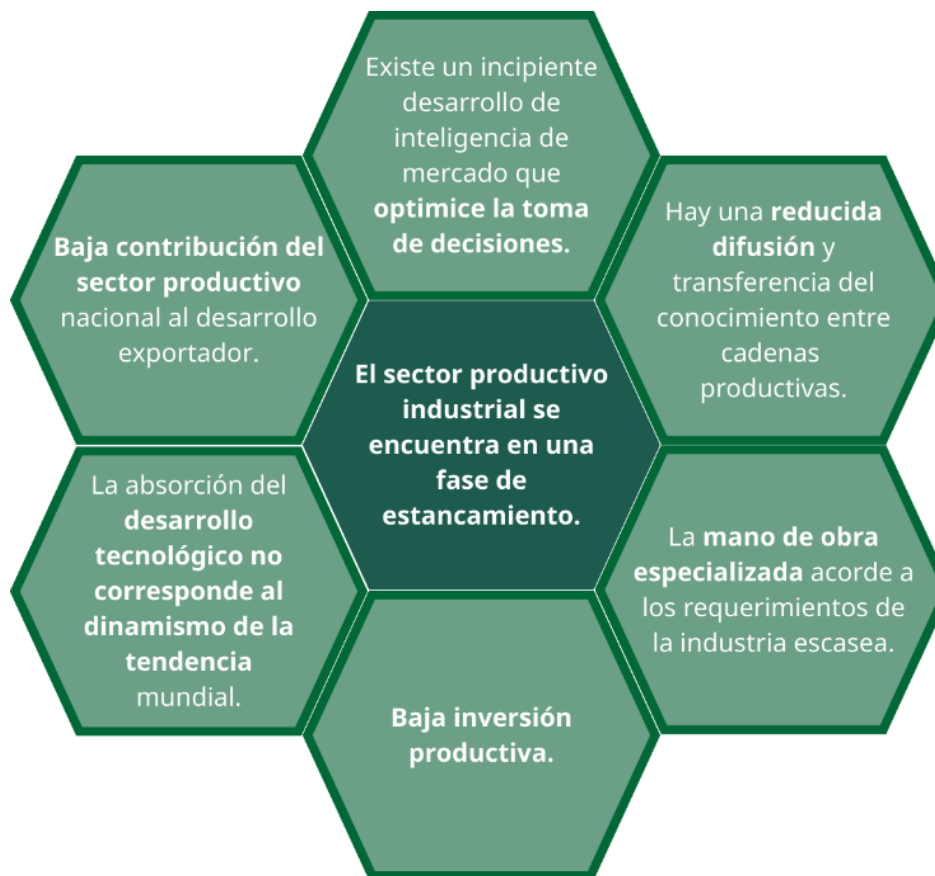 Existe un incipiente
desarrollo de
inteligencia de
mercado que
optimice la toma
de decisiones.
Baja contribución del
sector productivo
nacional al desarrollo
exportador.
Hay una reducida
difusión y
transferencia del
conocimiento entre
cadenas
productivas.
El sector productivo
industrial se
encuentra en una
fase de
estancamiento.
La absorción del
desarrollo
tecnológico no
corresponde al
dinamismo de la
tendencia
mundial.
La mano de obra
especializada acorde a
los requerimientos de
la industria escasea.
Baja inversión
productiva.